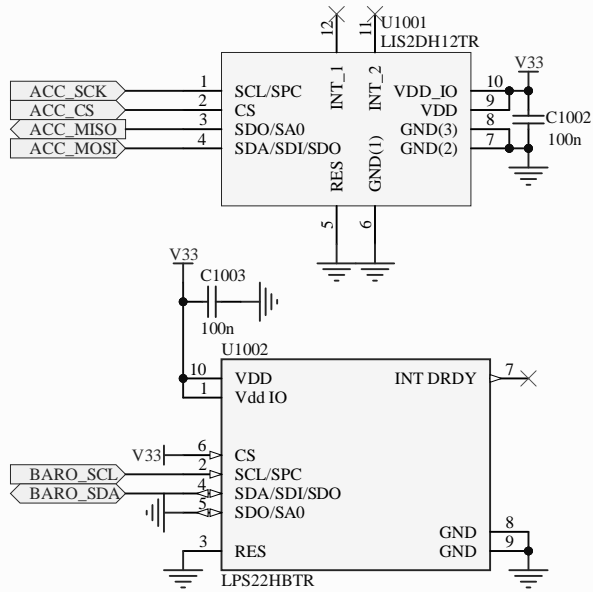 U1001
LIS2DH12TR
12
11
INT_1
INT_2
V33
ACC_SCK 1 SCL/SPC VDD_IO 10
ACC_CS 2 CS VDD 9
ACC_MISO 3 SDO/SA0 GND(3) 8
ACC_MOSI 4 SDA/SDI/SDO GND(2) 7
C1002
100n
RES
GND(1)
5
6
V33
C1003
100n
U1002
10 VDD INT DRDY 7
1 Vdd IO
V33 6 CS
BARO_SCL 2 SCL/SPC
BARO_SDA 4 SDA/SDI/SDO
5 SDO/SA0
GND 8
3 RES GND 9
LPS22HBTR